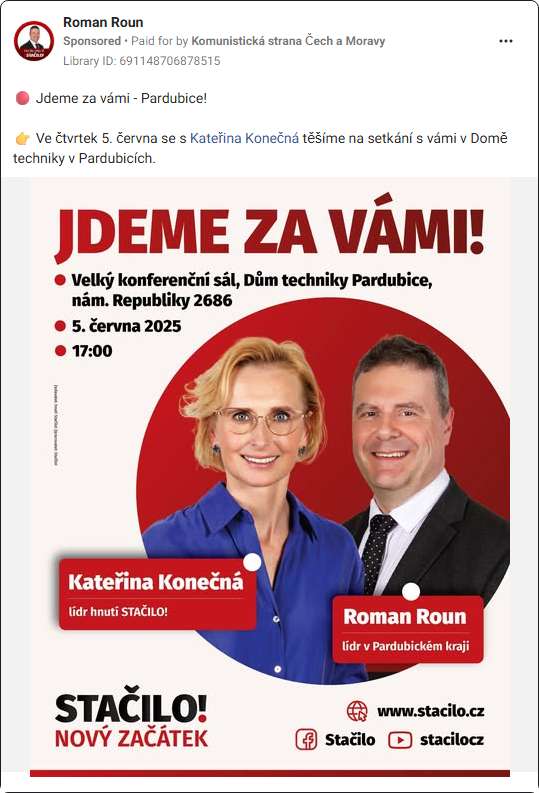 Roman Roun
Sponsored • Paid for by Komunistická strana Čech a Moravy
Library ID: 691148706878515
Jdeme za vámi - Pardubice!
Ve čtvrtek 5. června se s Kateřina Konečná těšíme na setkání s vámi v Domě
techniky v Pardubicích.
JDEME ZA VÁMI!
Velký konferenční sál, Dům techniky Pardubice,
nám. Republiky 2686
5. června 2025
17:00
Kateřina Konečná
lídr hnutí STAČILO!
Roman Roun
lídr v Pardubickém kraji
STAČILO!
NOVÝ ZAČÁTEK
www.stacilo.cz
Stačilo
stacilocz